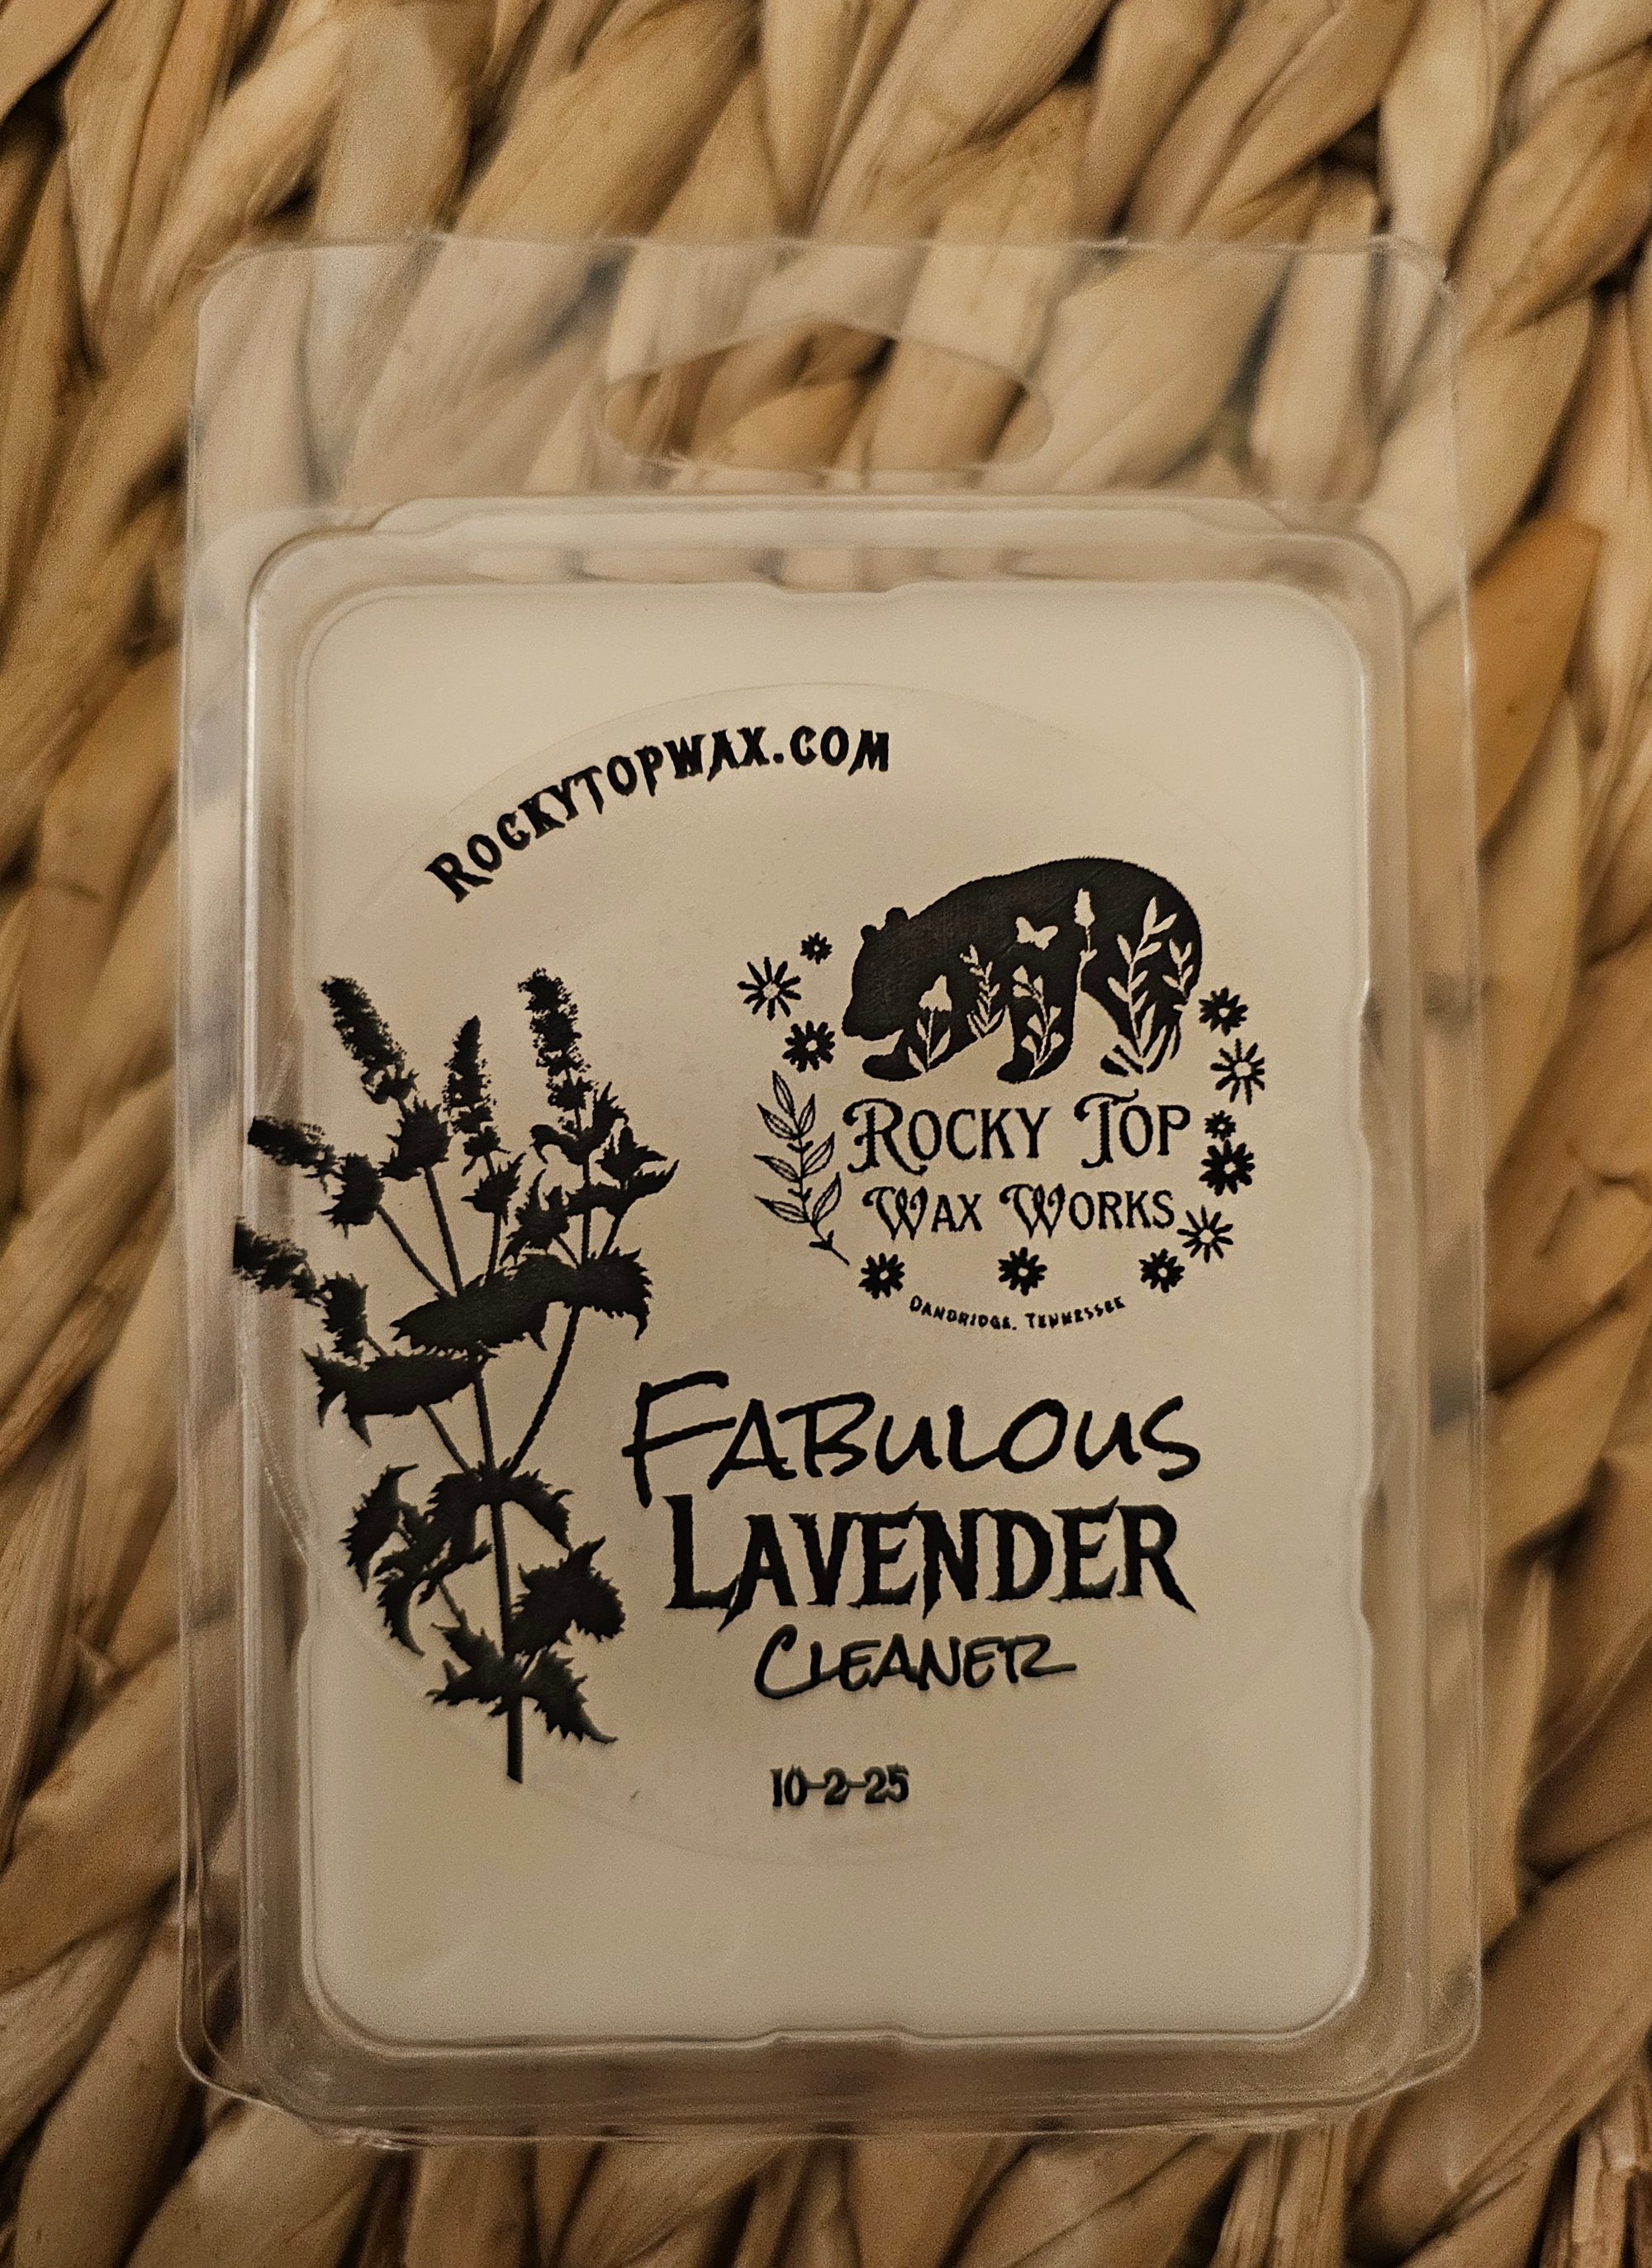 ROCKYTOPWAX.COM
ROCKY TOP
WAX WORKS
DANDRIDGE, TENNESSEE
FABULOUS
LAVENDER
CLEANER
10-2-25